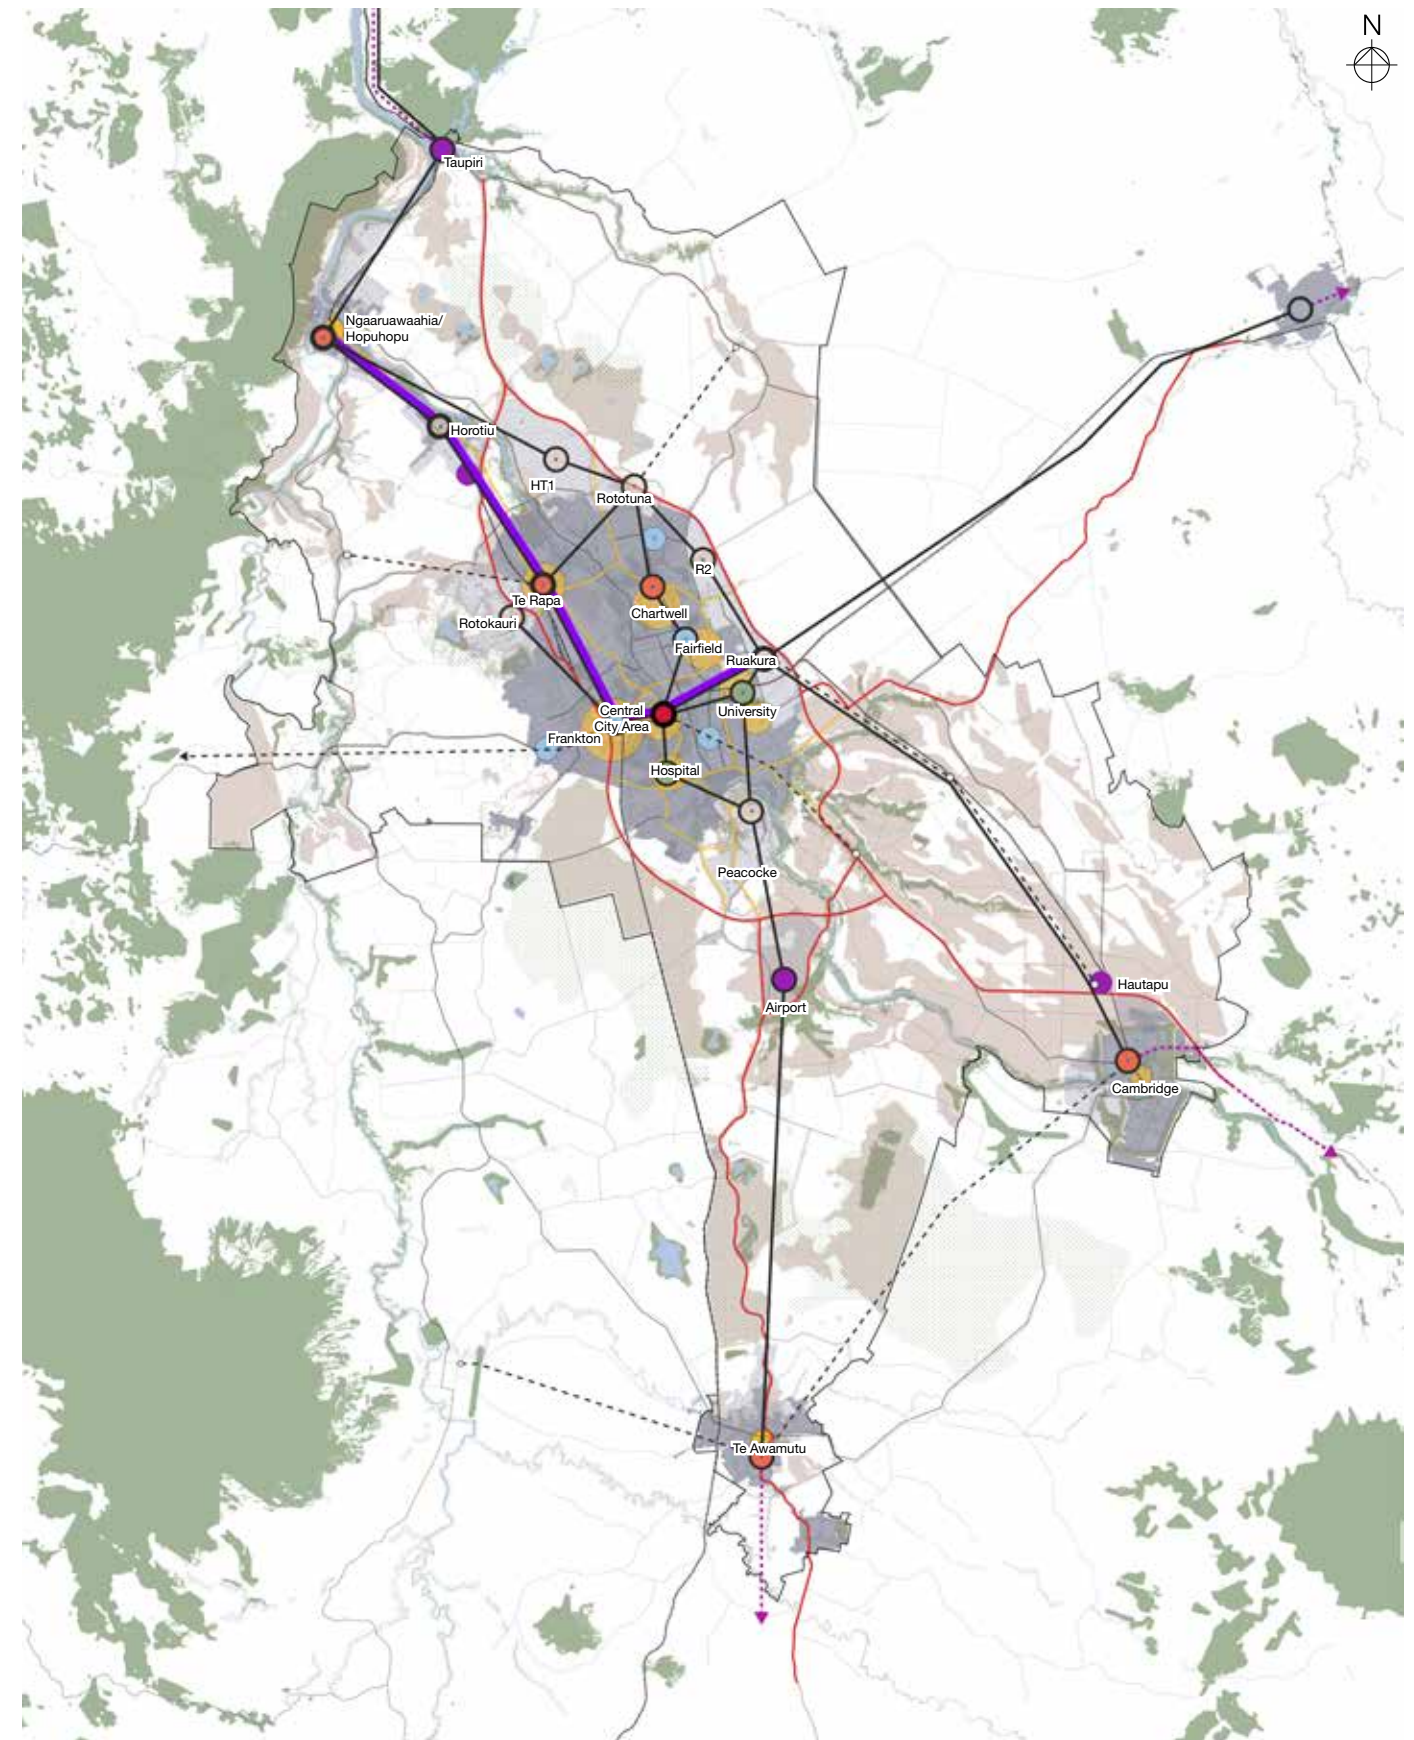 N
Taupiri
Ngaaruawaahia/
Hopuhopu
Horotiu
HT1
Rototuna
R2
Te Rapa
Chartwell
Rotokauri
Fairfield
Ruakura
Central
City Area
University
Frankton
Hospital
Peacocke
Hautapu
Airport
Cambridge
Te Awamutu